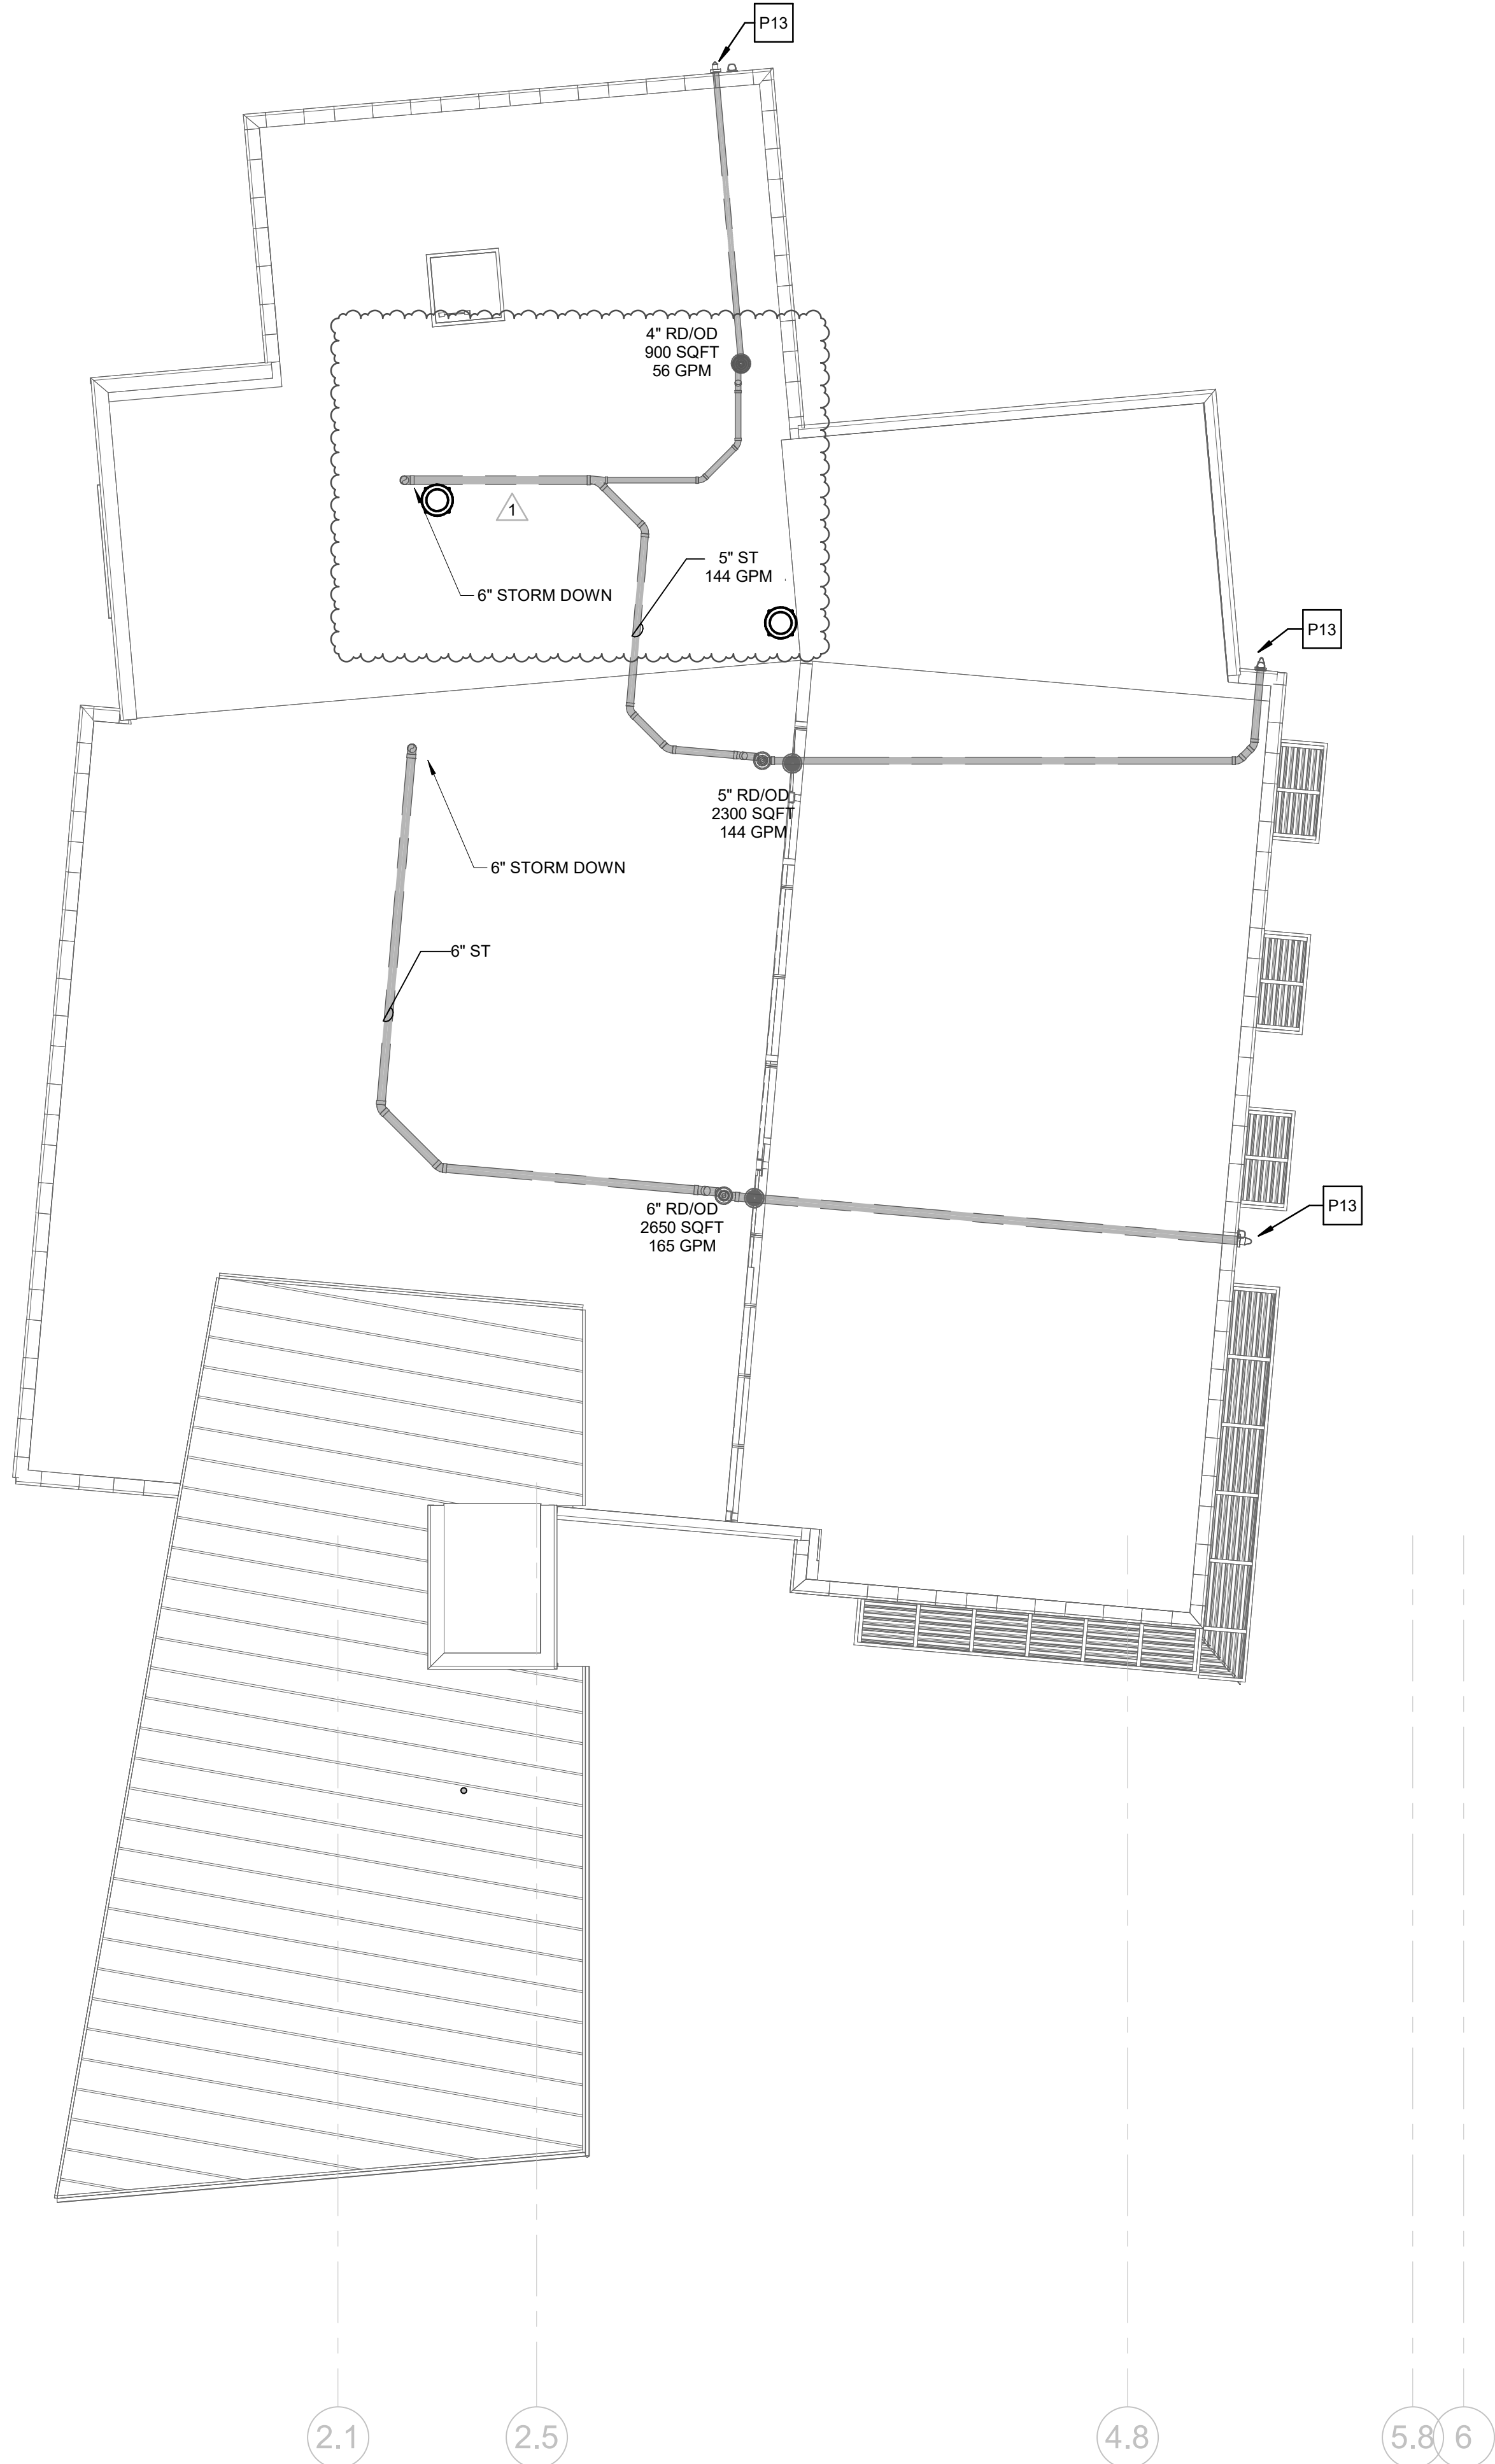 P13
4" RD/OD
900 SQFT
56 GPM
1
5" ST
144 GPM
6" STORM DOWN
P13
5" RD/OD
2300 SQFT
144 GPM
6" STORM DOWN
6" ST
P13
6" RD/OD
2650 SQFT
165 GPM
2.1
2.5
4.8
5.8
6